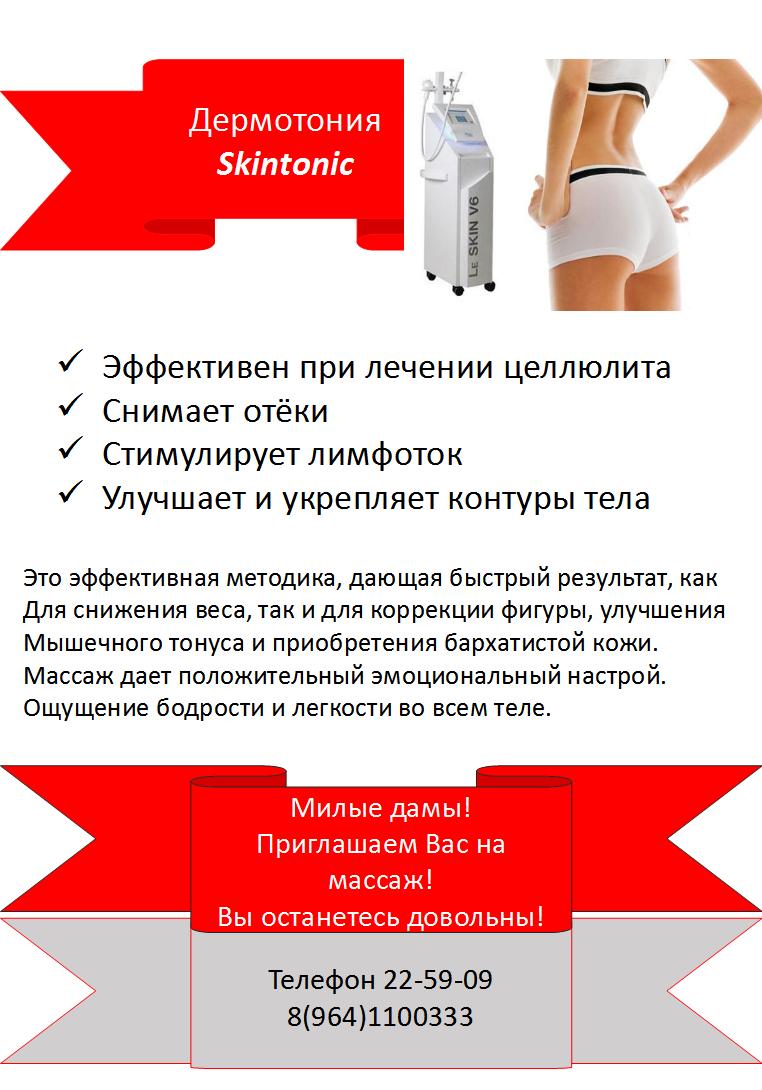 Дермотония
Skintonic
LE SKIN V6
✓ Эффективен при лечении целлюлита
✓ Снимает отёки
✓ Стимулирует лимфоток
✓ Улучшает и укрепляет контуры тела
Это эффективная методика, дающая быстрый результат, как
Для снижения веса, так и для коррекции фигуры, улучшения
Мышечного тонуса и приобретения бархатистой кожи.
Массаж дает положительный эмоциональный настрой.
Ощущение бодрости и легкости во всем теле.
Милые дамы!
Приглашаем Вас на
массаж!
Вы останетесь довольны!
Телефон 22-59-09
8(964)1100333